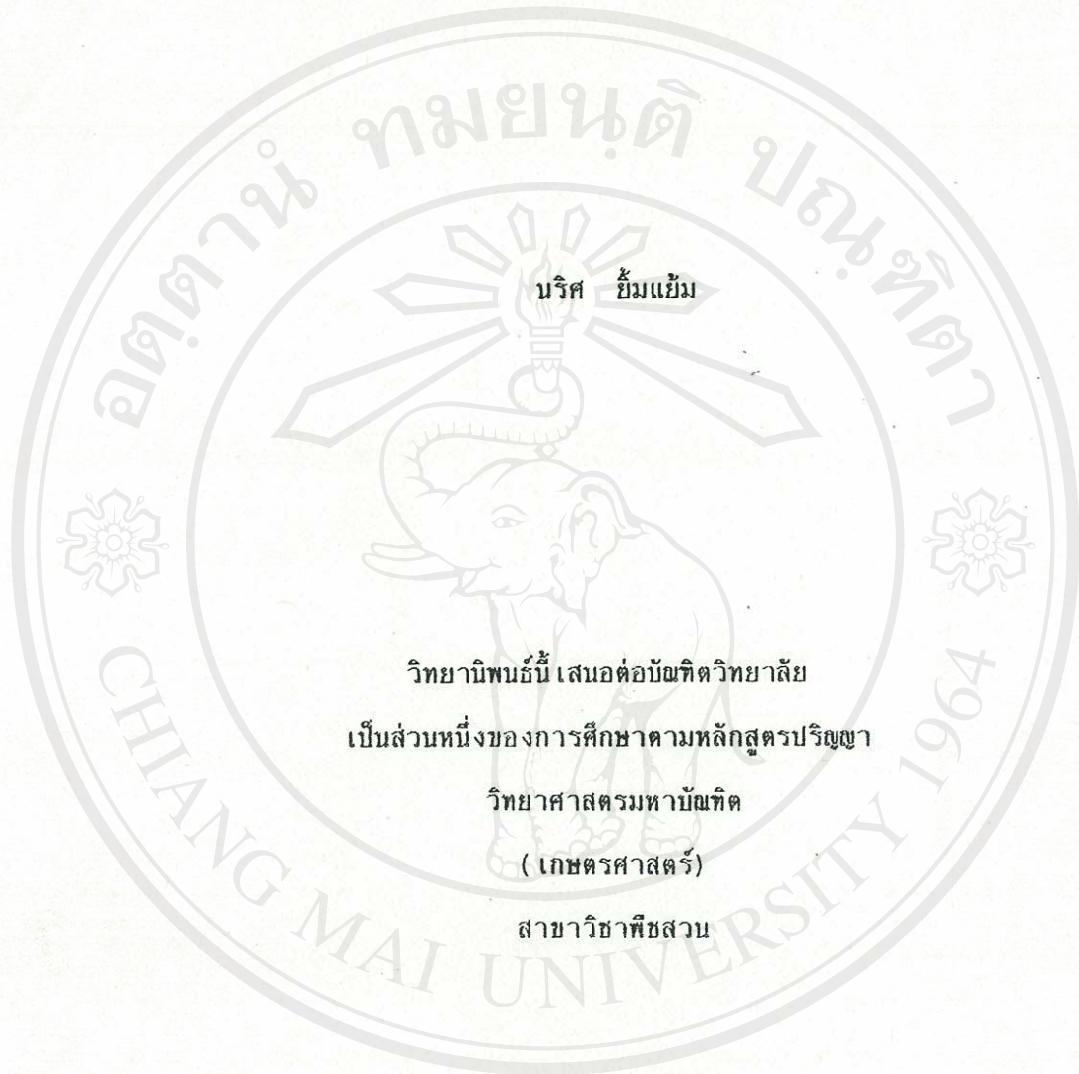 อตฺตานํ ทมยนฺติ ปณฺฑิตา
นริศ ยิ้มแย้ม
วิทยานิพนธ์นี้ เสนอต่อบัณฑิตวิทยาลัย
เป็นส่วนหนึ่งของการศึกษาตามหลักสูตรปริญญา
วิทยาศาสตรมหาบัณฑิต
( เกษตรศาสตร์)
สาขาวิชาพืชสวน
CHIANG MAI UNIVERSITY 1964